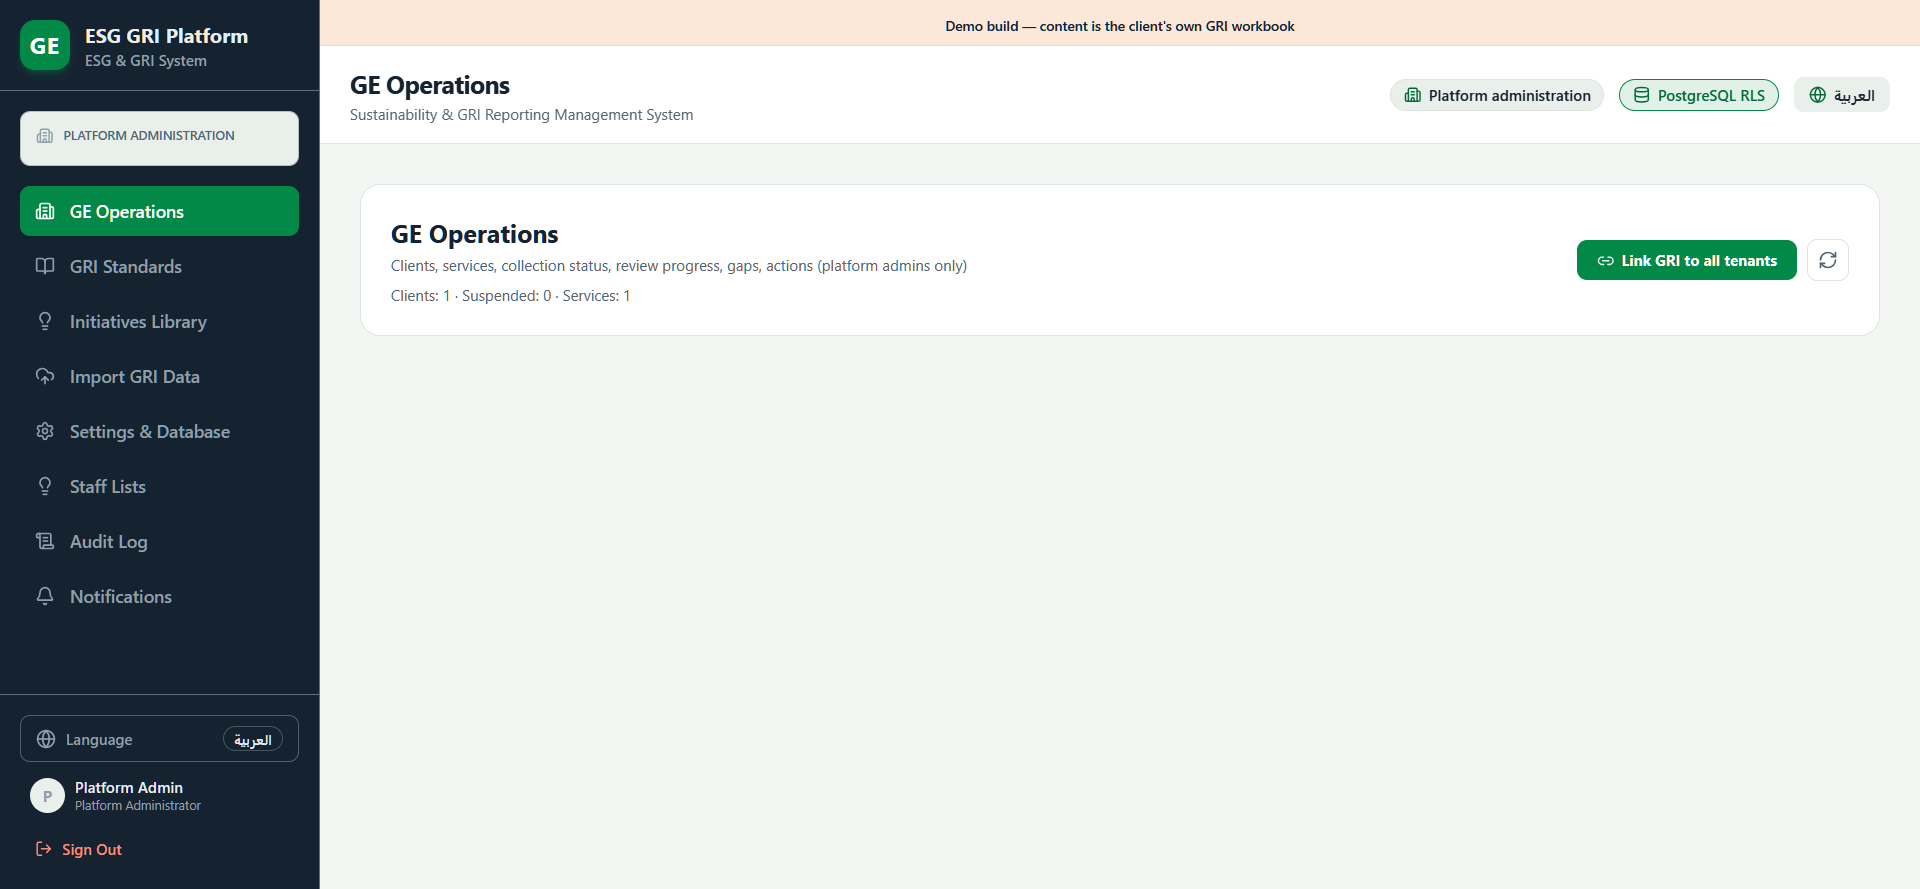 GE
ESG GRI Platform
ESG & GRI System
PLATFORM ADMINISTRATION
GE Operations
GRI Standards
Initiatives Library
Import GRI Data
Settings & Database
Staff Lists
Audit Log
Notifications
Language
العربية
P
Platform Admin
Platform Administrator
Sign Out
Demo build — content is the client's own GRI workbook
GE Operations
Sustainability & GRI Reporting Management System
Platform administration
PostgreSQL RLS
العربية
GE Operations
Clients, services, collection status, review progress, gaps, actions (platform admins only)
Clients: 1 · Suspended: 0 · Services: 1
Link GRI to all tenants